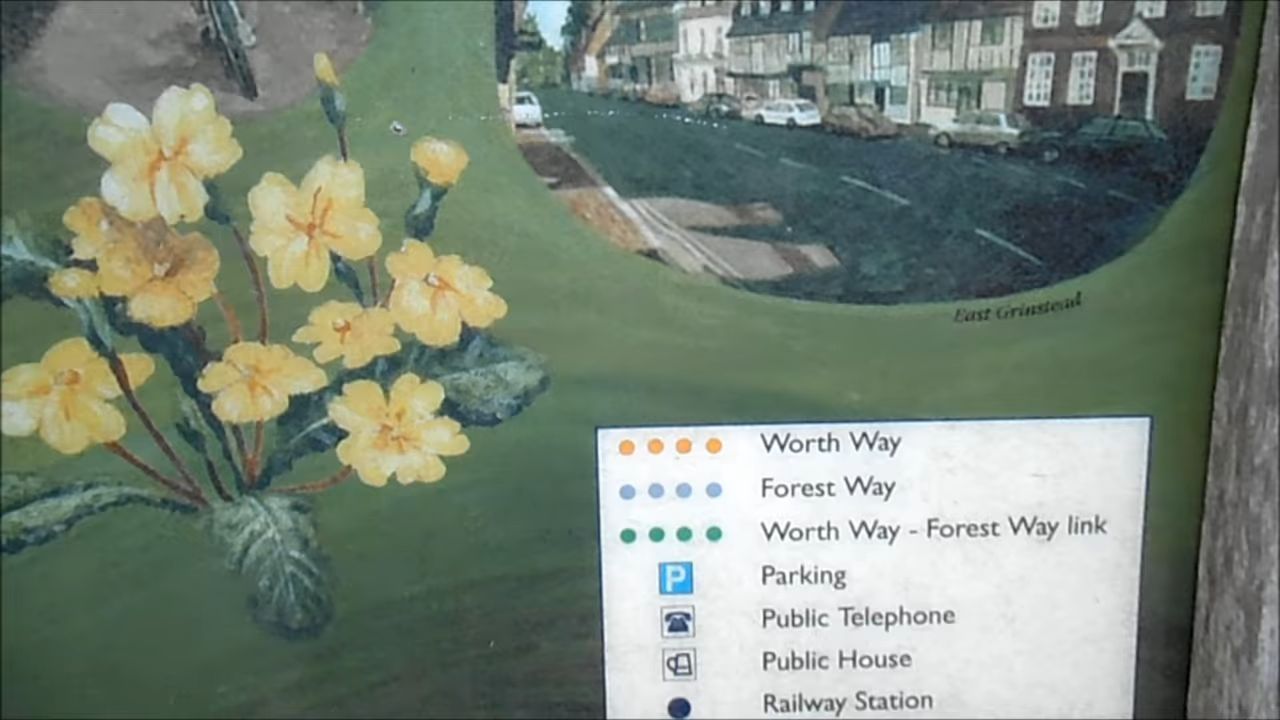 East Grinstead
Worth Way
Forest Way
Worth Way - Forest Way link
P Parking
Public Telephone
Public House
Railway Station